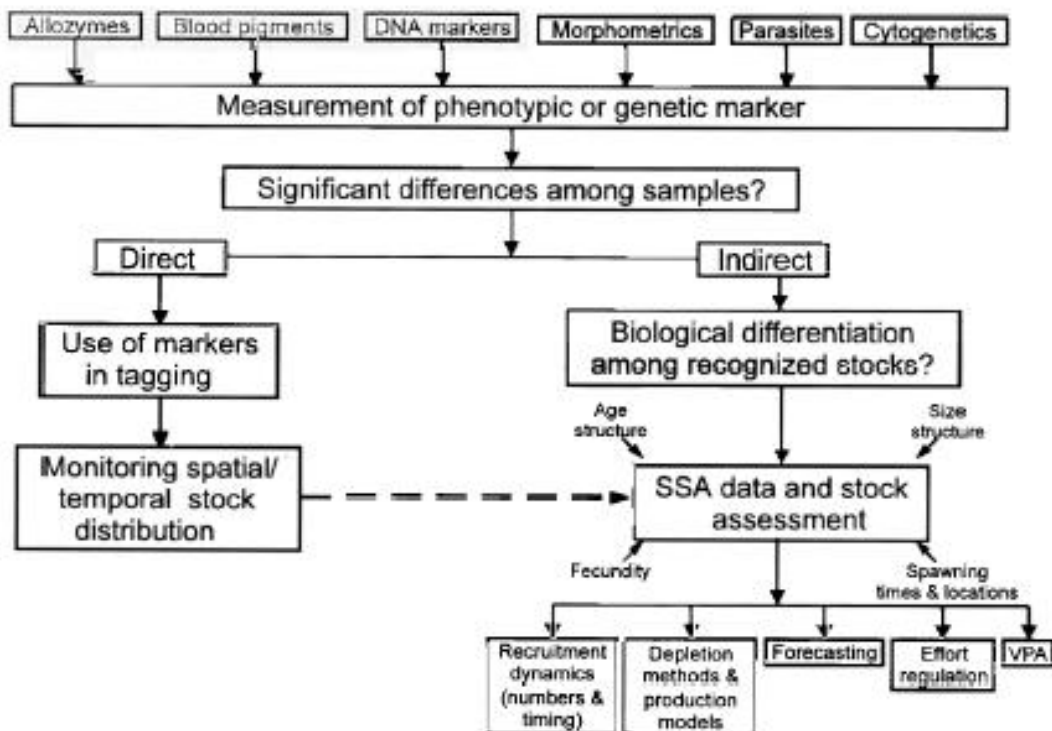 Allozymes
Blood pigments
DNA markers
Morphometrics
Parasites
Cytogenetics
Measurement of phenotypic or genetic marker
Significant differences among samples?
Direct
Indirect
Use of markers
in tagging
Biological differentiation
among recognized stocks?
Age
structure
Size
structure
Monitoring spatial/
temporal stock
distribution
SSA data and stock
assessment
Fecundity
Spawning
times & locations
Recruitment
dynamics
(numbers &
timing)
Depletion
methods &
production
models
Forecasting
Effort
regulation
VPA